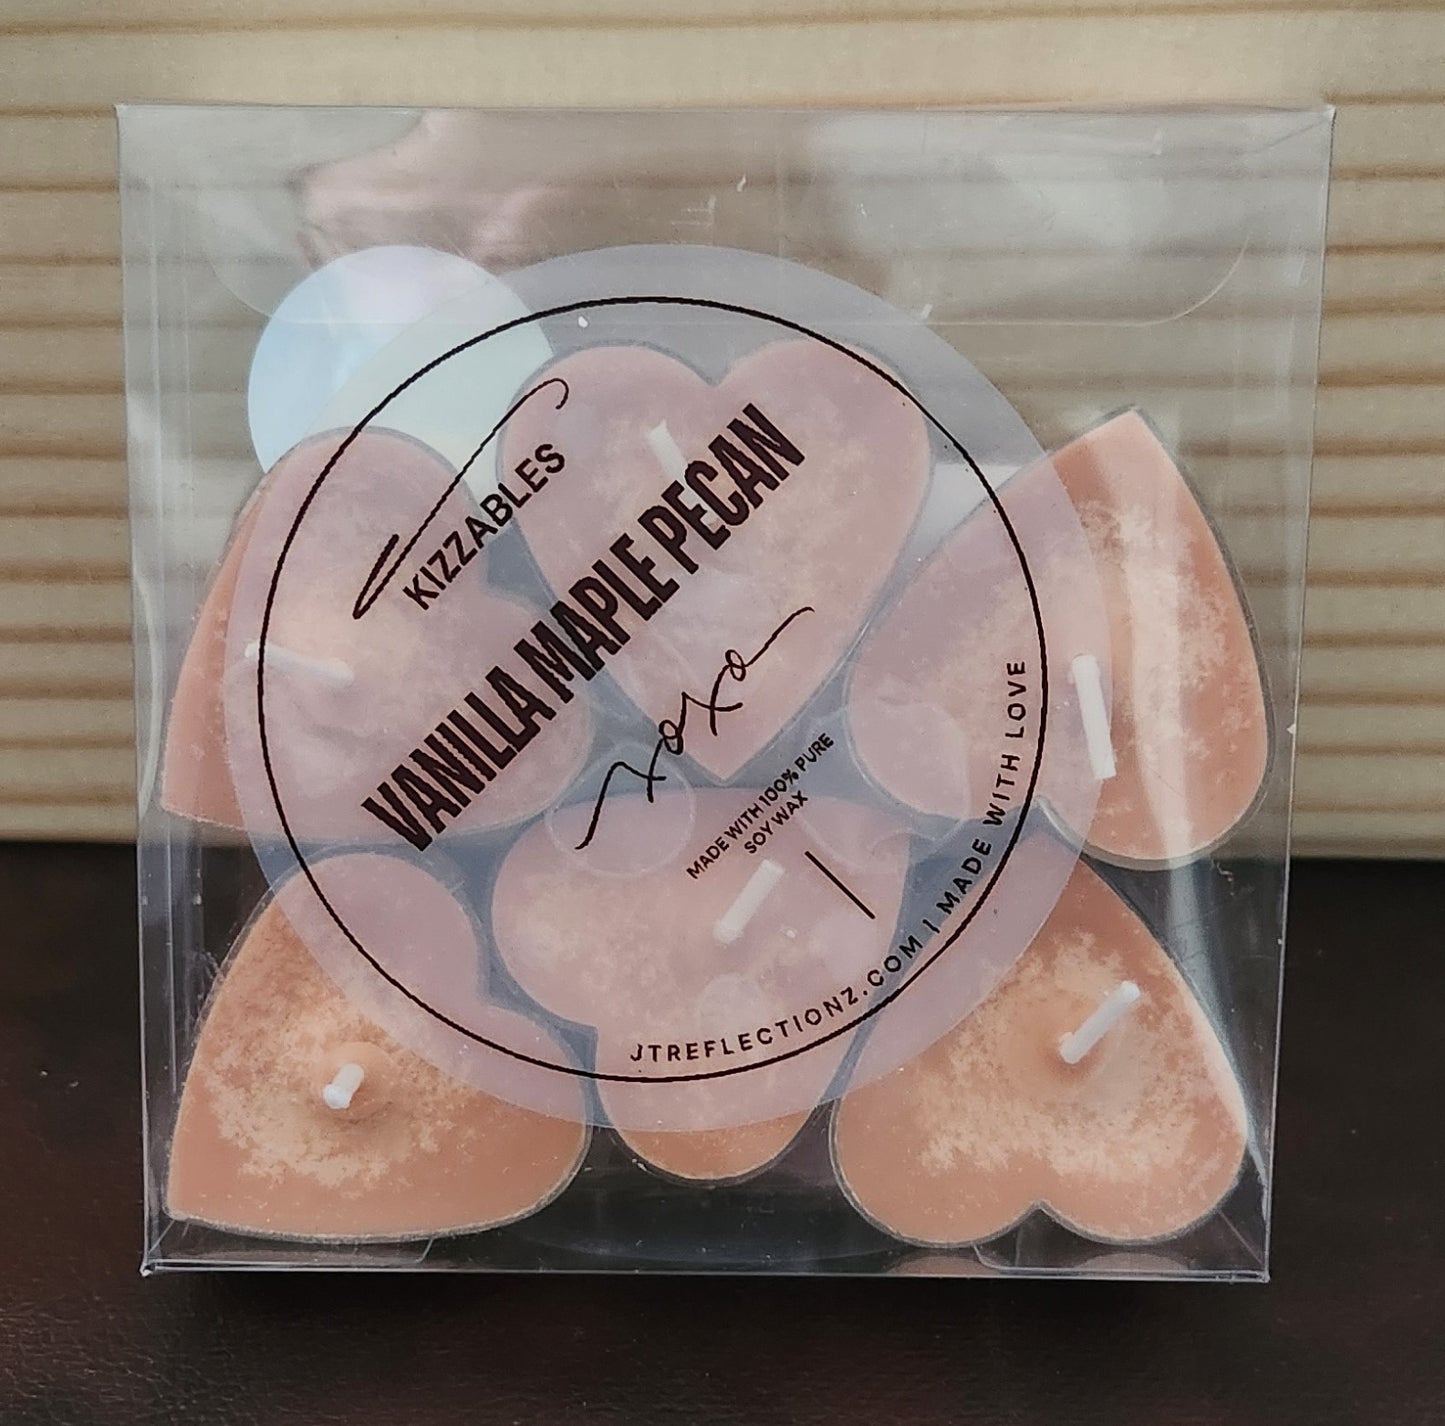 KIZZABLES
VANILLA MAPLE PECAN
xoxo
MADE WITH 100% PURE
SOY WAX
JTREFLECTIONZ.COM | MADE WITH LOVE